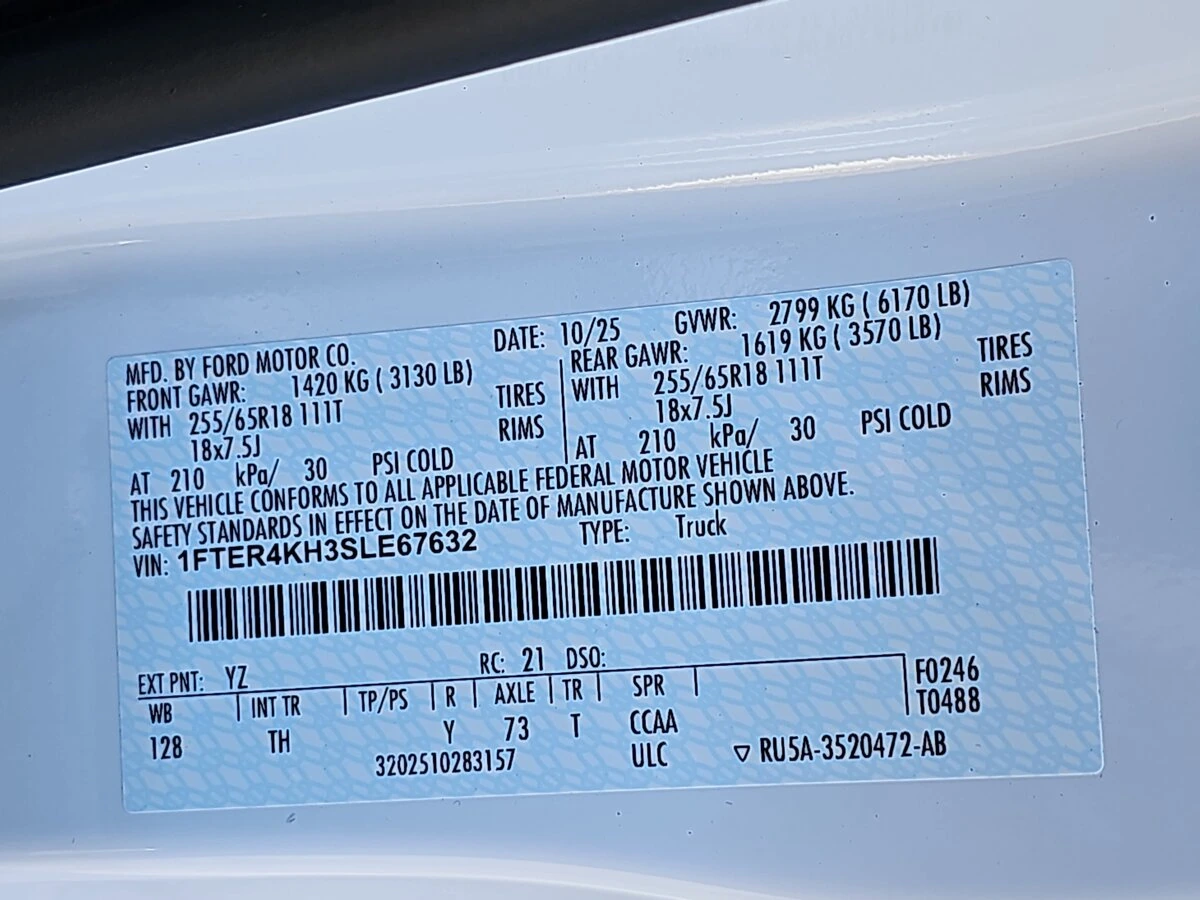 MFD. BY FORD MOTOR CO. DATE: 10/25 GVWR: 2799 KG ( 6170 LB)
FRONT GAWR: 1420 KG ( 3130 LB) REAR GAWR: 1619 KG ( 3570 LB)
WITH 255/65R18 111T TIRES WITH 255/65R18 111T TIRES
18x7.5J RIMS 18x7.5J RIMS
AT 210 kPa/ 30 PSI COLD AT 210 kPa/ 30 PSI COLD
THIS VEHICLE CONFORMS TO ALL APPLICABLE FEDERAL MOTOR VEHICLE
SAFETY STANDARDS IN EFFECT ON THE DATE OF MANUFACTURE SHOWN ABOVE.
VIN: 1FTER4KH3SLE67632 TYPE: Truck
EXT PNT: YZ RC: 21 DSO:
WB INT TR TP/PS R AXLE TR SPR F0246
128 TH Y 73 T CCAA T0488
3202510283157 ULC ▽ RU5A-3520472-AB